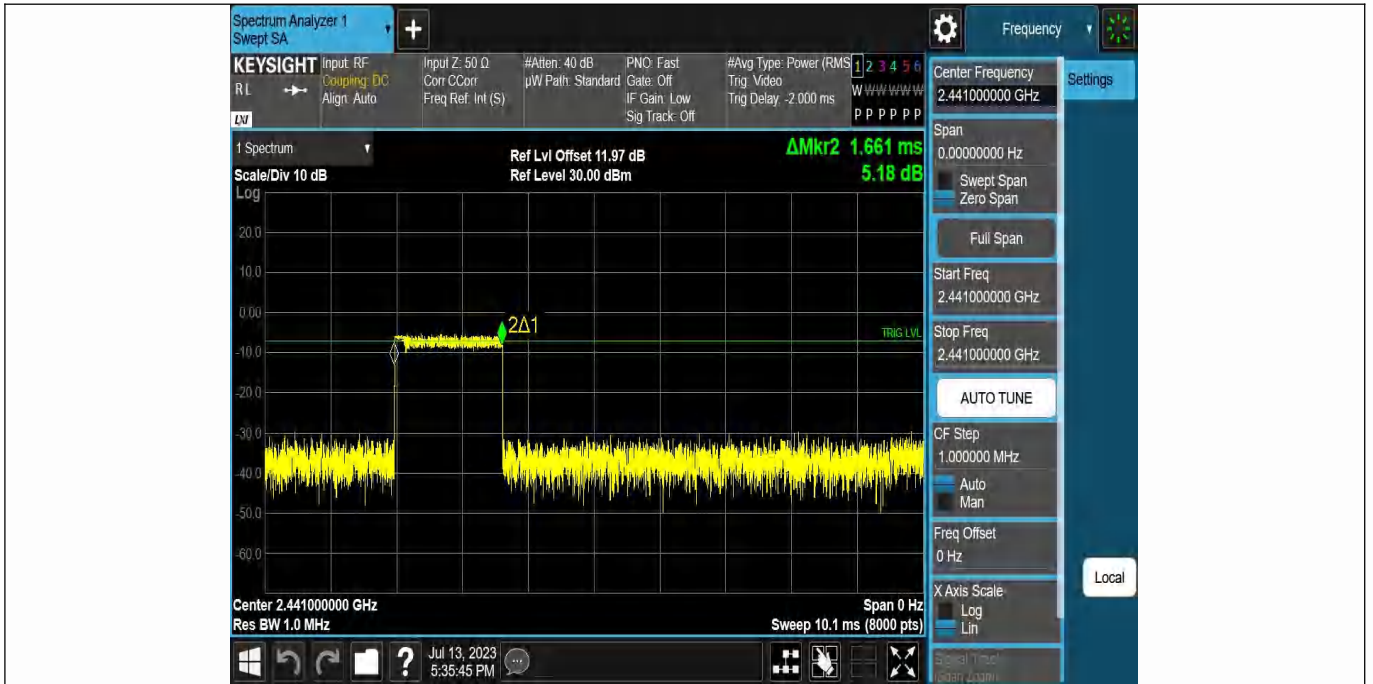 Spectrum Analyzer 1
Swept SA
Frequency
KEYSIGHT
RL
LXI
Input: RF
Coupling: DC
Align: Auto
Input Z: 50 Ω
Corr CCorr
Freq Ref: Int (S)
#Atten: 40 dB
µW Path: Standard
PNO: Fast
Gate: Off
IF Gain: Low
Sig Track: Off
#Avg Type: Power (RMS
Trig: Video
Trig Delay: -2.000 ms
1 2 3 4 5 6
W W W W W W
P P P P P P
1 Spectrum
Scale/Div 10 dB
Ref Lvl Offset 11.97 dB
Ref Level 30.00 dBm
ΔMkr2 1.661 ms
5.18 dB
Log
20.0
10.0
0.00
-10.0
-20.0
-30.0
-40.0
-50.0
-60.0
2Δ1
TRIG LVL
Center 2.441000000 GHz
Res BW 1.0 MHz
Span 0 Hz
Sweep 10.1 ms (8000 pts)
Jul 13, 2023
5:35:45 PM
Center Frequency
2.441000000 GHz
Settings
Span
0.00000000 Hz
Swept Span
Zero Span
Full Span
Start Freq
2.441000000 GHz
Stop Freq
2.441000000 GHz
AUTO TUNE
CF Step
1.000000 MHz
Auto
Man
Freq Offset
0 Hz
X Axis Scale
Log
Lin
Local
Signal Track
(Span Zoom)